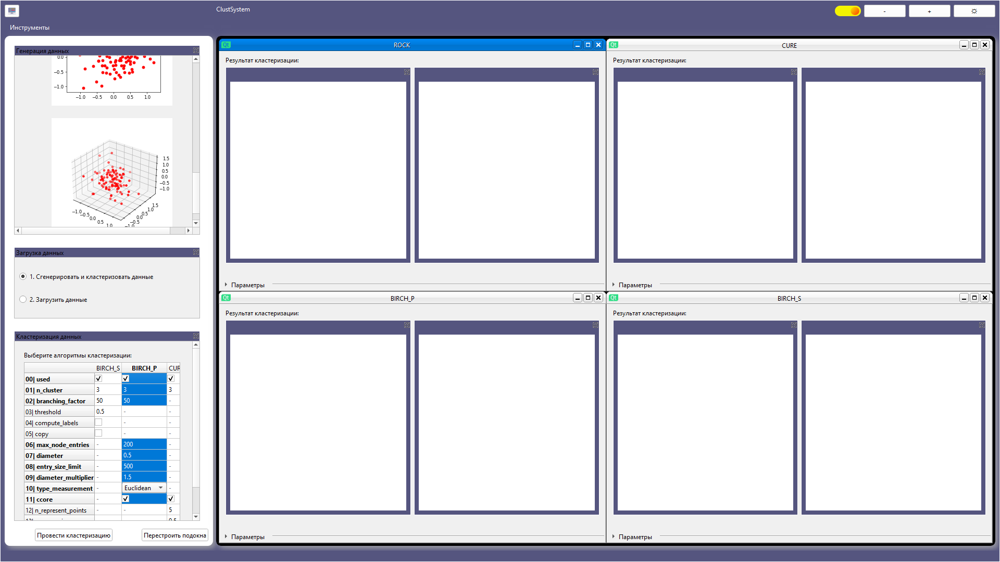 ClustSystem
-
+
Инструменты
Генерация данных
0.0
−0.5
−1.0
−1.0 −0.5 0.0 0.5 1.0
1.5
1.0
0.5
0.0
−0.5
−1.0
−1.0 −0.5 0.0 0.5 1.0
−1.0 −0.5 0.0 0.5 1.0 1.5
Загрузка данных
1. Сгенерировать и кластеризовать данные
2. Загрузить данные
Кластеризация данных
Выберите алгоритмы кластеризации:
BIRCH_S BIRCH_P CUR
00| used
01| n_cluster 3 3 3
02| branching_factor 50 50 -
03| threshold 0.5 - -
04| compute_labels - -
05| copy - -
06| max_node_entries - 200 -
07| diameter - 0.5 -
08| entry_size_limit - 500 -
09| diameter_multiplier - 1.5 -
10| type_measurement - Euclidean -
11| ccore -
12| n_represent_points - - 5
Провести кластеризацию Перестроить подокна
Qt ROCK
Результат кластеризации:
Параметры
Qt CURE
Результат кластеризации:
Параметры
Qt BIRCH_P
Результат кластеризации:
Параметры
Qt BIRCH_S
Результат кластеризации:
Параметры